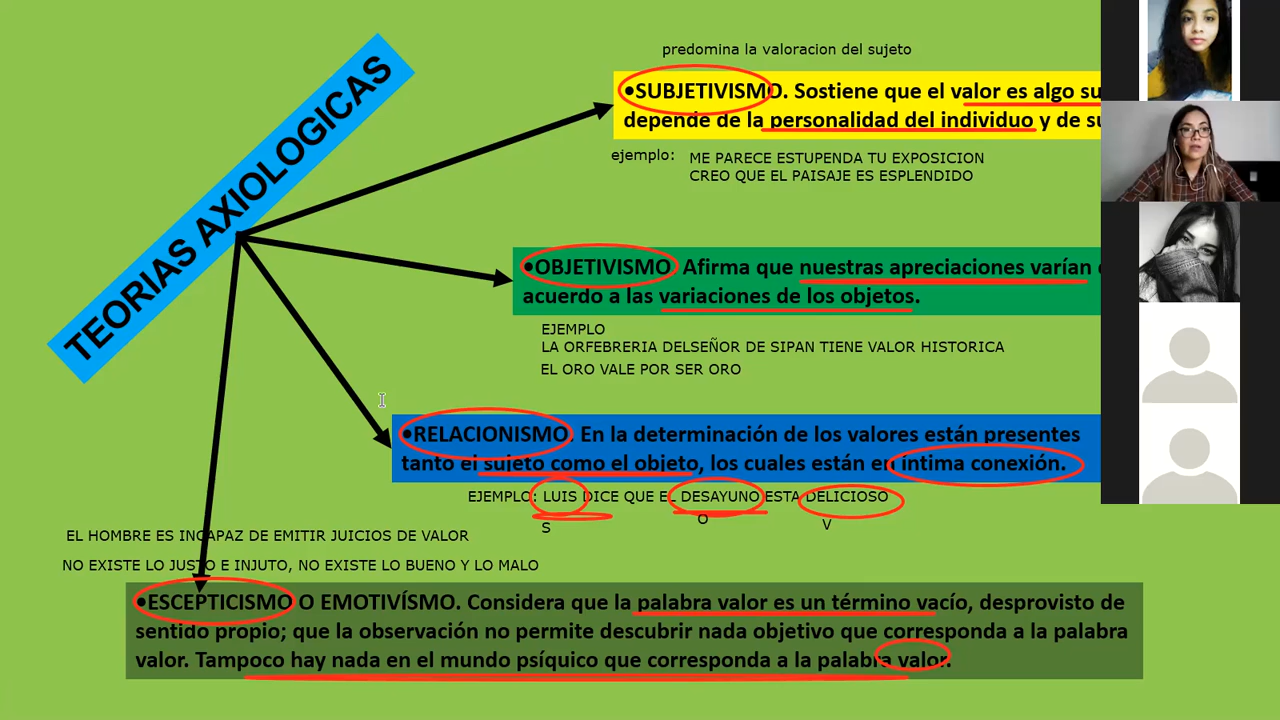 TEORIAS AXIOLOGICAS
predomina la valoracion del sujeto
•SUBJETIVISMO. Sostiene que el valor es algo su
depende de la personalidad del individuo y de su
ejemplo:
ME PARECE ESTUPENDA TU EXPOSICION
CREO QUE EL PAISAJE ES ESPLENDIDO
•OBJETIVISMO. Afirma que nuestras apreciaciones varían
acuerdo a las variaciones de los objetos.
EJEMPLO
LA ORFEBRERIA DELSEÑOR DE SIPAN TIENE VALOR HISTORICA
EL ORO VALE POR SER ORO
•RELACIONISMO. En la determinación de los valores están presentes
tanto el sujeto como el objeto, los cuales están en íntima conexión.
EJEMPLO: LUIS DICE QUE EL DESAYUNO ESTA DELICIOSO
S O V
EL HOMBRE ES INCAPAZ DE EMITIR JUICIOS DE VALOR
NO EXISTE LO JUSTO E INJUTO, NO EXISTE LO BUENO Y LO MALO
•ESCEPTICISMO O EMOTIVÍSMO. Considera que la palabra valor es un término vacío, desprovisto de
sentido propio; que la observación no permite descubrir nada objetivo que corresponda a la palabra
valor. Tampoco hay nada en el mundo psíquico que corresponda a la palabra valor.